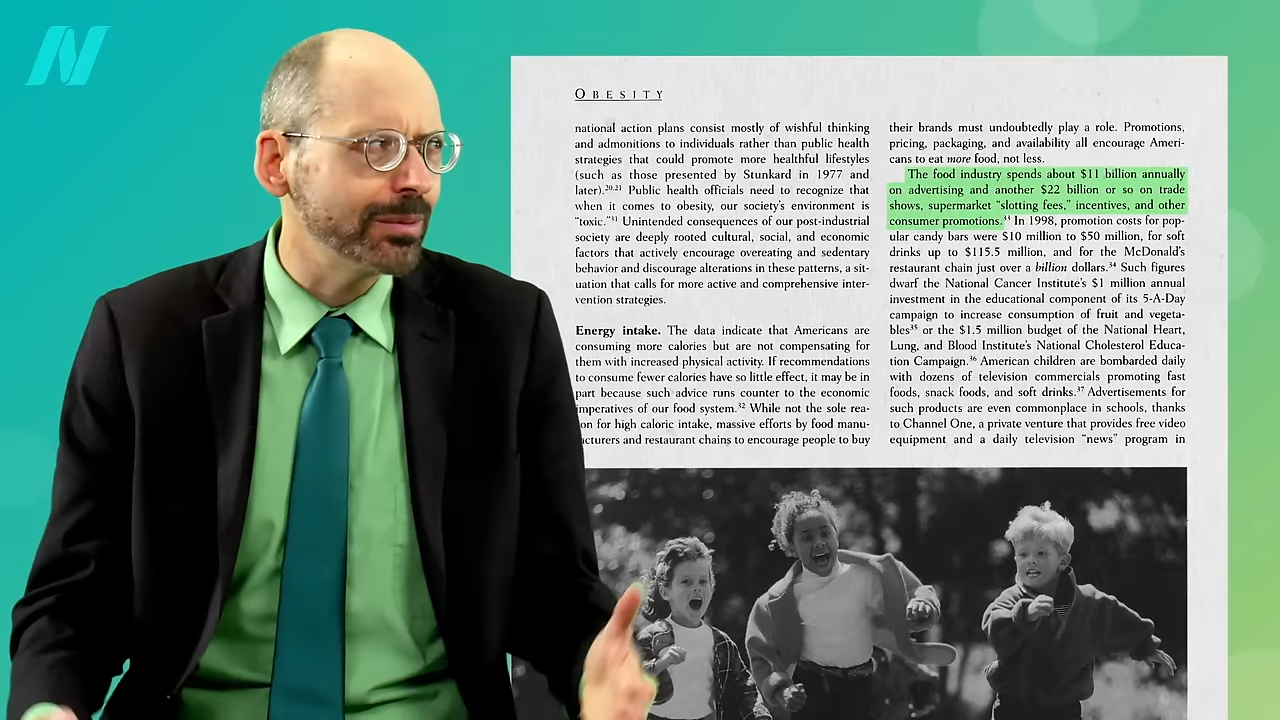 OBESITY
national action plans consist mostly of wishful thinking
and admonitions to individuals rather than public health
strategies that could promote more healthful lifestyles
(such as those presented by Stunkard in 1977 and
later).20,21 Public health officials need to recognize that
when it comes to obesity, our society's environment is
“toxic.”31 Unintended consequences of our post-industrial
society are deeply rooted cultural, social, and economic
factors that actively encourage overeating and sedentary
behavior and discourage alterations in these patterns, a sit-
uation that calls for more active and comprehensive inter-
vention strategies.
Energy intake. The data indicate that Americans are
consuming more calories but are not compensating for
them with increased physical activity. If recommendations
to consume fewer calories have so little effect, it may be in
part because such advice runs counter to the economic
imperatives of our food system.32 While not the sole rea-
on for high caloric intake, massive efforts by food manu-
acturers and restaurant chains to encourage people to buy
their brands must undoubtedly play a role. Promotions,
pricing, packaging, and availability all encourage Ameri-
cans to eat more food, not less.
The food industry spends about $11 billion annually
on advertising and another $22 billion or so on trade
shows, supermarket “slotting fees,” incentives, and other
consumer promotions.33 In 1998, promotion costs for pop-
ular candy bars were $10 million to $50 million, for soft
drinks up to $115.5 million, and for the McDonald's
restaurant chain just over a billion dollars.34 Such figures
dwarf the National Cancer Institute's $1 million annual
investment in the educational component of its 5-A-Day
campaign to increase consumption of fruit and vegeta-
bles35 or the $1.5 million budget of the National Heart,
Lung, and Blood Institute's National Cholesterol Educa-
tion Campaign.36 American children are bombarded daily
with dozens of television commercials promoting fast
foods, snack foods, and soft drinks.37 Advertisements for
such products are even commonplace in schools, thanks
to Channel One, a private venture that provides free video
equipment and a daily television “news” program in